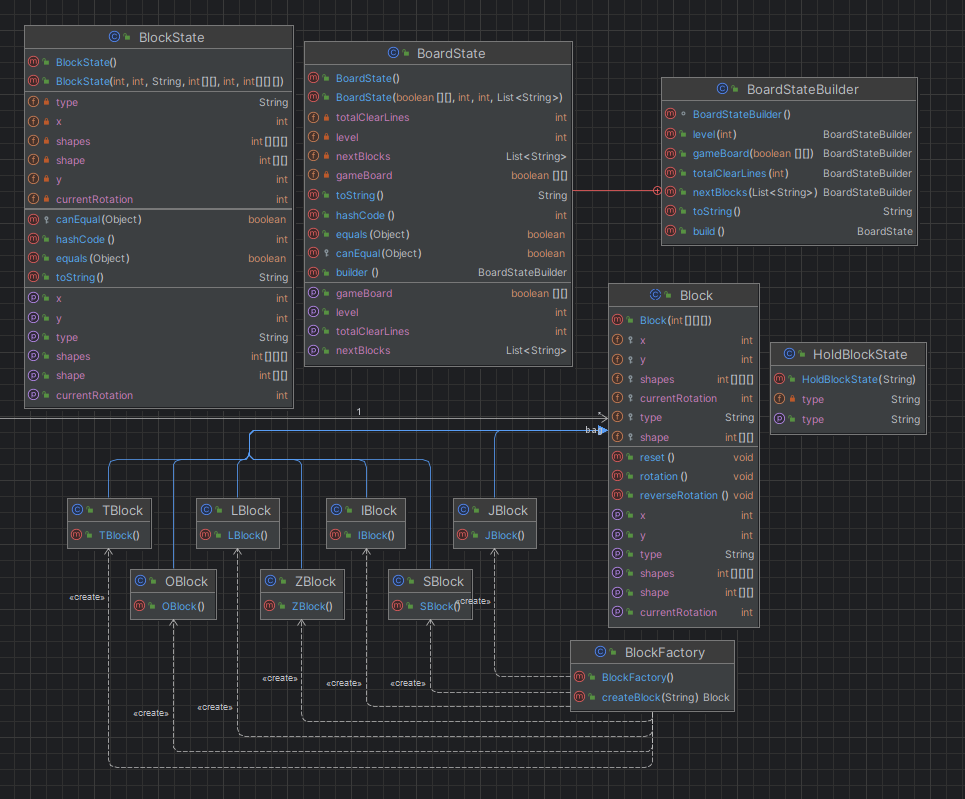 BlockState
BlockState()
BlockState(int, int, String, int[][], int, int[][][])
type String
x int
shapes int[][][]
shape int[][]
y int
currentRotation int
canEqual(Object) boolean
hashCode() int
equals(Object) boolean
toString() String
x int
y int
type String
shapes int[][][]
shape int[][]
currentRotation int
BoardState
BoardState()
BoardState(boolean[][], int, int, List<String>)
totalClearLines int
level int
nextBlocks List<String>
gameBoard boolean[][]
toString() String
hashCode() int
equals(Object) boolean
canEqual(Object) boolean
builder() BoardStateBuilder
gameBoard boolean[][]
level int
totalClearLines int
nextBlocks List<String>
BoardStateBuilder
BoardStateBuilder()
level(int) BoardStateBuilder
gameBoard(boolean[][]) BoardStateBuilder
totalClearLines(int) BoardStateBuilder
nextBlocks(List<String>) BoardStateBuilder
toString() String
build() BoardState
Block
Block(int[][][])
x int
y int
shapes int[][][]
currentRotation int
type String
shape int[][]
reset() void
rotation() void
reverseRotation() void
x int
y int
type String
shapes int[][][]
shape int[][]
currentRotation int
HoldBlockState
HoldBlockState(String)
type String
type String
1
*
TBlock
TBlock()
LBlock
LBlock()
IBlock
IBlock()
JBlock
JBlock()
OBlock
OBlock()
ZBlock
ZBlock()
SBlock
SBlock()
«create»
«create»
«create»
«create»
«create»
«create»
«create»
BlockFactory
BlockFactory()
createBlock(String) Block